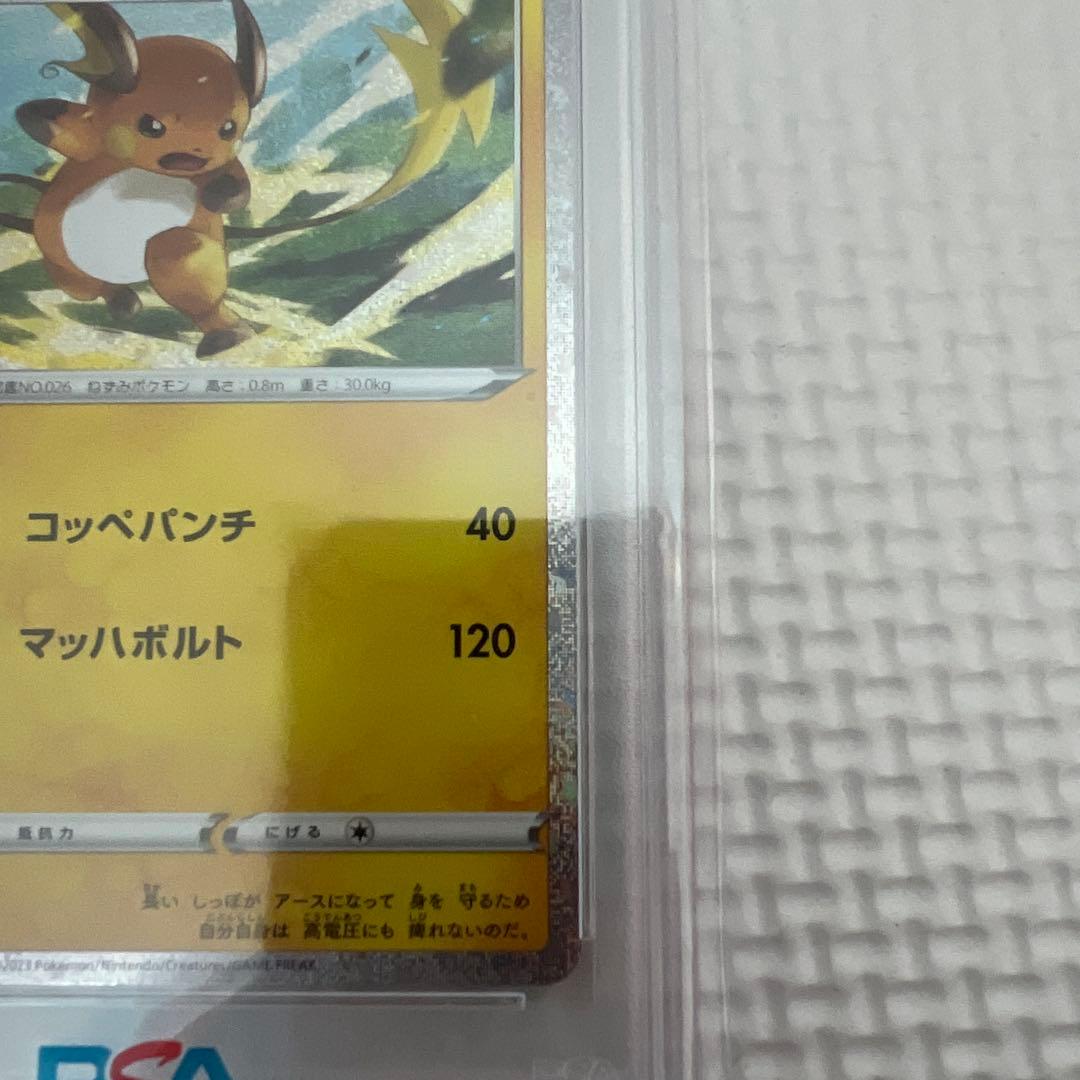 図鑑NO.026 ねずみポケモン 高さ：0.8m 重さ：30.0kg
コッペパンチ 40
マッハボルト 120
抵抗力 にげる
長い しっぽが アースになって 身を 守るため
自分自身は 高電圧にも 痺れないのだ。
2023 Pokémon/Nintendo/Creatures/GAME FREAK
PSA